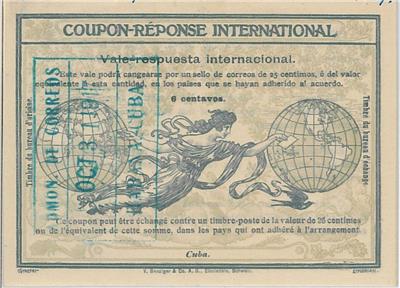 COUPON-RÉPONSE INTERNATIONAL
Vale-respuesta internacional.
Este vale podrá cangearse por un sello de correos de 25 centimos, ó del valor
equivalente á esta cantidad, en los países que se hayan adherido al acuerdo.
6 centavos.
Timbre du bureau d'origine.
Timbre du bureau d'échange.
DE CORREOS
OCT 3
CUBA
Ce coupon peut être échangé contre un timbre-poste de la valeur de 25 centimes
ou de l'équivalent de cette somme, dans les pays qui ont adhéré à l'arrangement.
Cuba.
V. Benziger & Co. A. G., Einsiedeln, Schweiz.